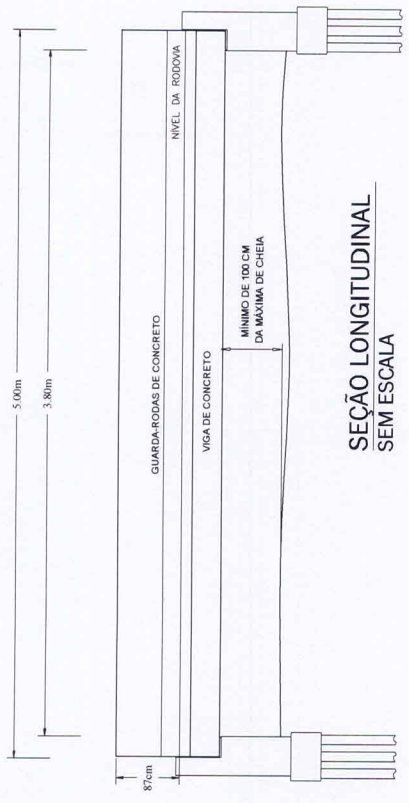 5.00m
3.80m
87cm
GUARDA-RODAS DE CONCRETO
NÍVEL DA RODOVIA
VIGA DE CONCRETO
MÍNIMO DE 100 CM
DA MÁXIMA DE CHEIA
SEÇÃO LONGITUDINAL
SEM ESCALA